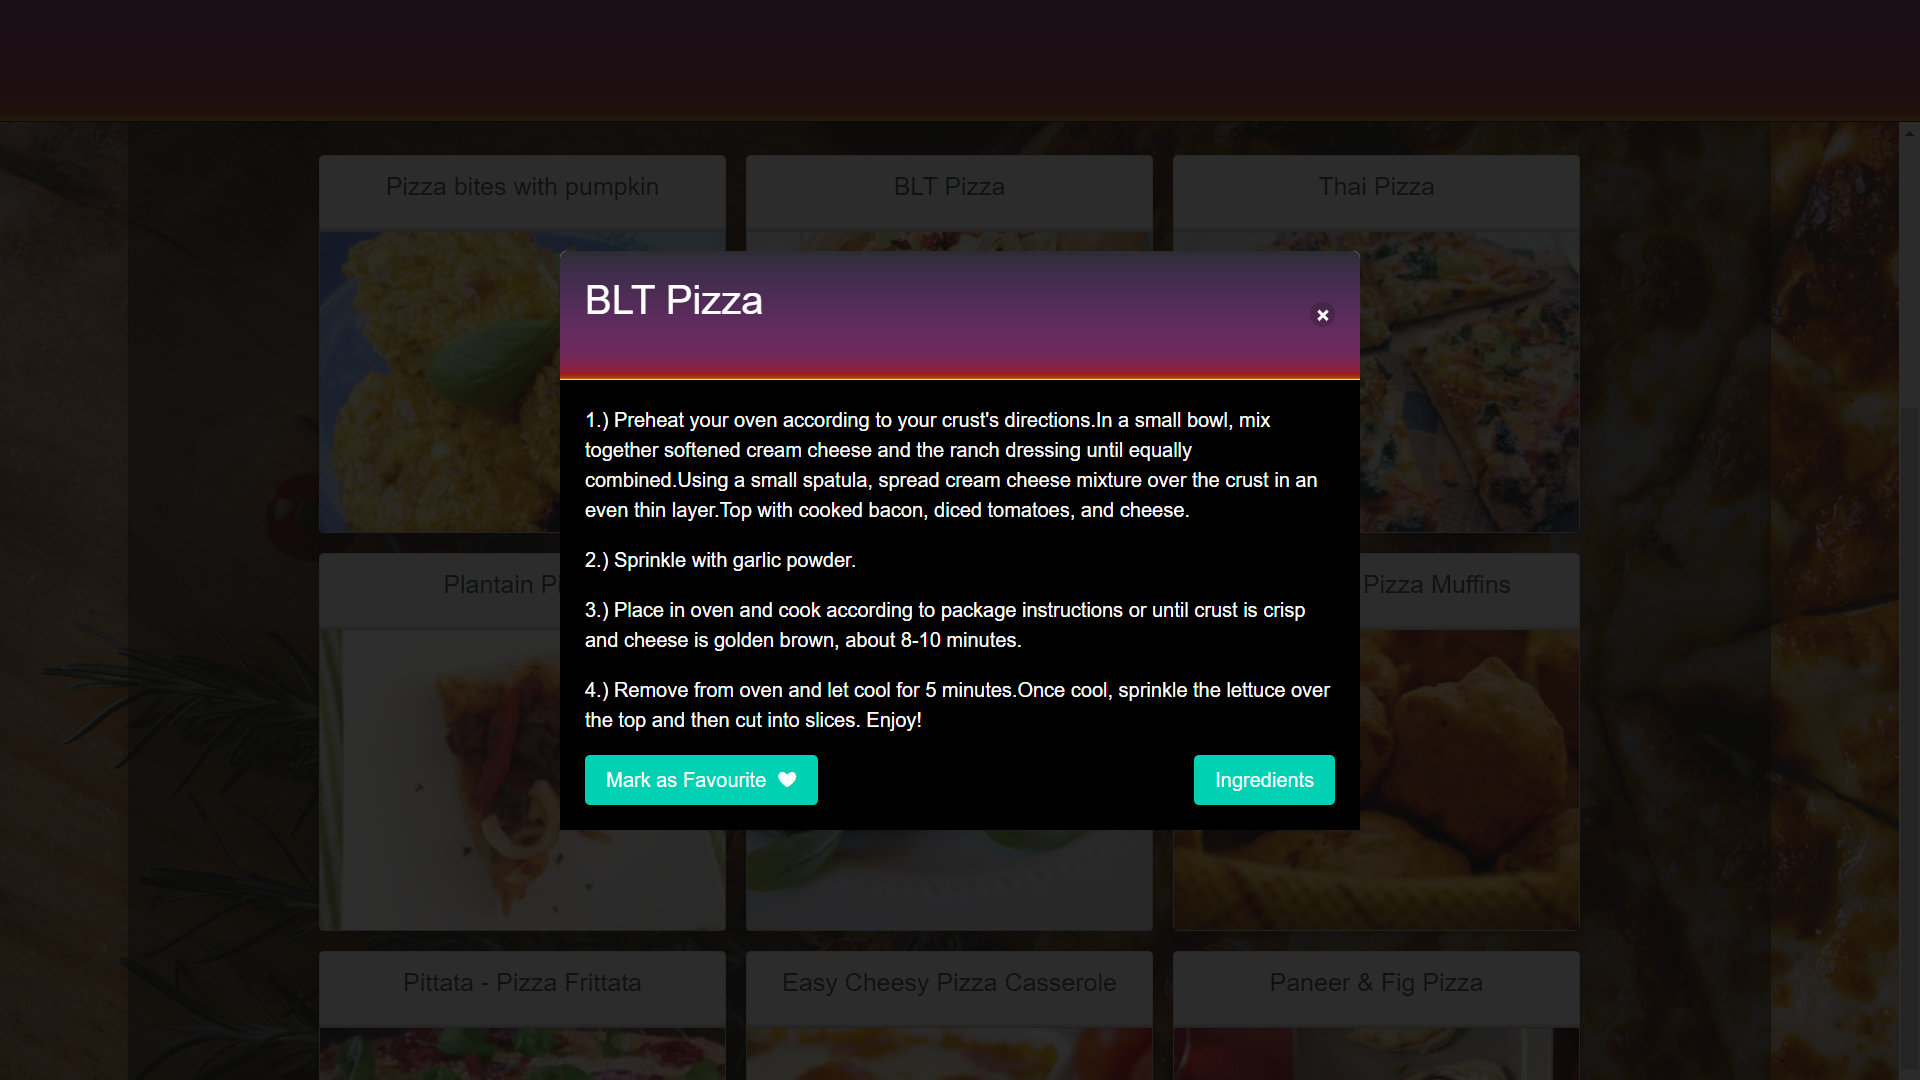 Pizza bites with pumpkin
BLT Pizza
Thai Pizza
BLT Pizza
1.) Preheat your oven according to your crust's directions.In a small bowl, mix
together softened cream cheese and the ranch dressing until equally
combined.Using a small spatula, spread cream cheese mixture over the crust in an
even thin layer.Top with cooked bacon, diced tomatoes, and cheese.
2.) Sprinkle with garlic powder.
3.) Place in oven and cook according to package instructions or until crust is crisp
and cheese is golden brown, about 8-10 minutes.
4.) Remove from oven and let cool for 5 minutes.Once cool, sprinkle the lettuce over
the top and then cut into slices. Enjoy!
Mark as Favourite
Ingredients
Plantain
Pizza Muffins
Pittata - Pizza Frittata
Easy Cheesy Pizza Casserole
Paneer & Fig Pizza